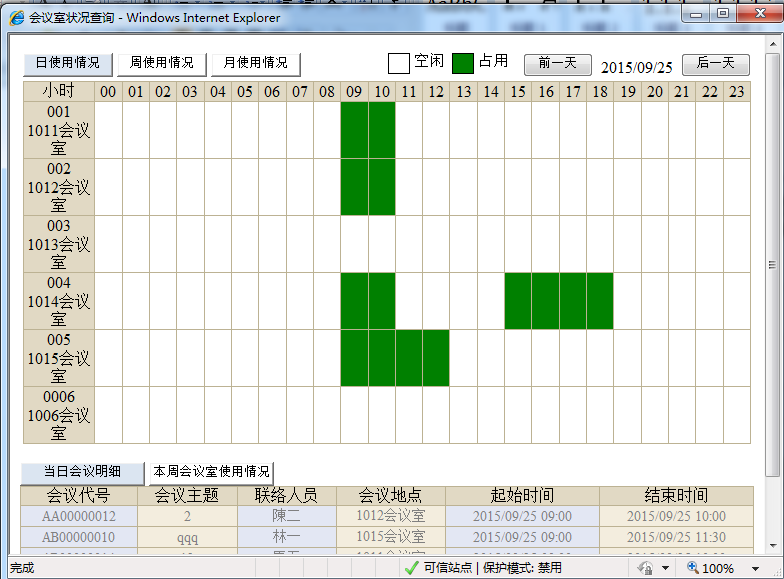 会议室状况查询 - Windows Internet Explorer
日使用情况 周使用情况 月使用情况 空闲 占用 前一天 2015/09/25 后一天
小时 00 01 02 03 04 05 06 07 08 09 10 11 12 13 14 15 16 17 18 19 20 21 22 23
001
1011会议
室
002
1012会议
室
003
1013会议
室
004
1014会议
室
005
1015会议
室
0006
1006会议
室
当日会议明细 本周会议室使用情况
会议代号 会议主题 联络人员 会议地点 起始时间 结束时间
AA00000012 2 陳二 1012会议室 2015/09/25 09:00 2015/09/25 10:00
AB00000010 qqq 林一 1015会议室 2015/09/25 09:00 2015/09/25 11:30
完成 可信站点 | 保护模式: 禁用 100%